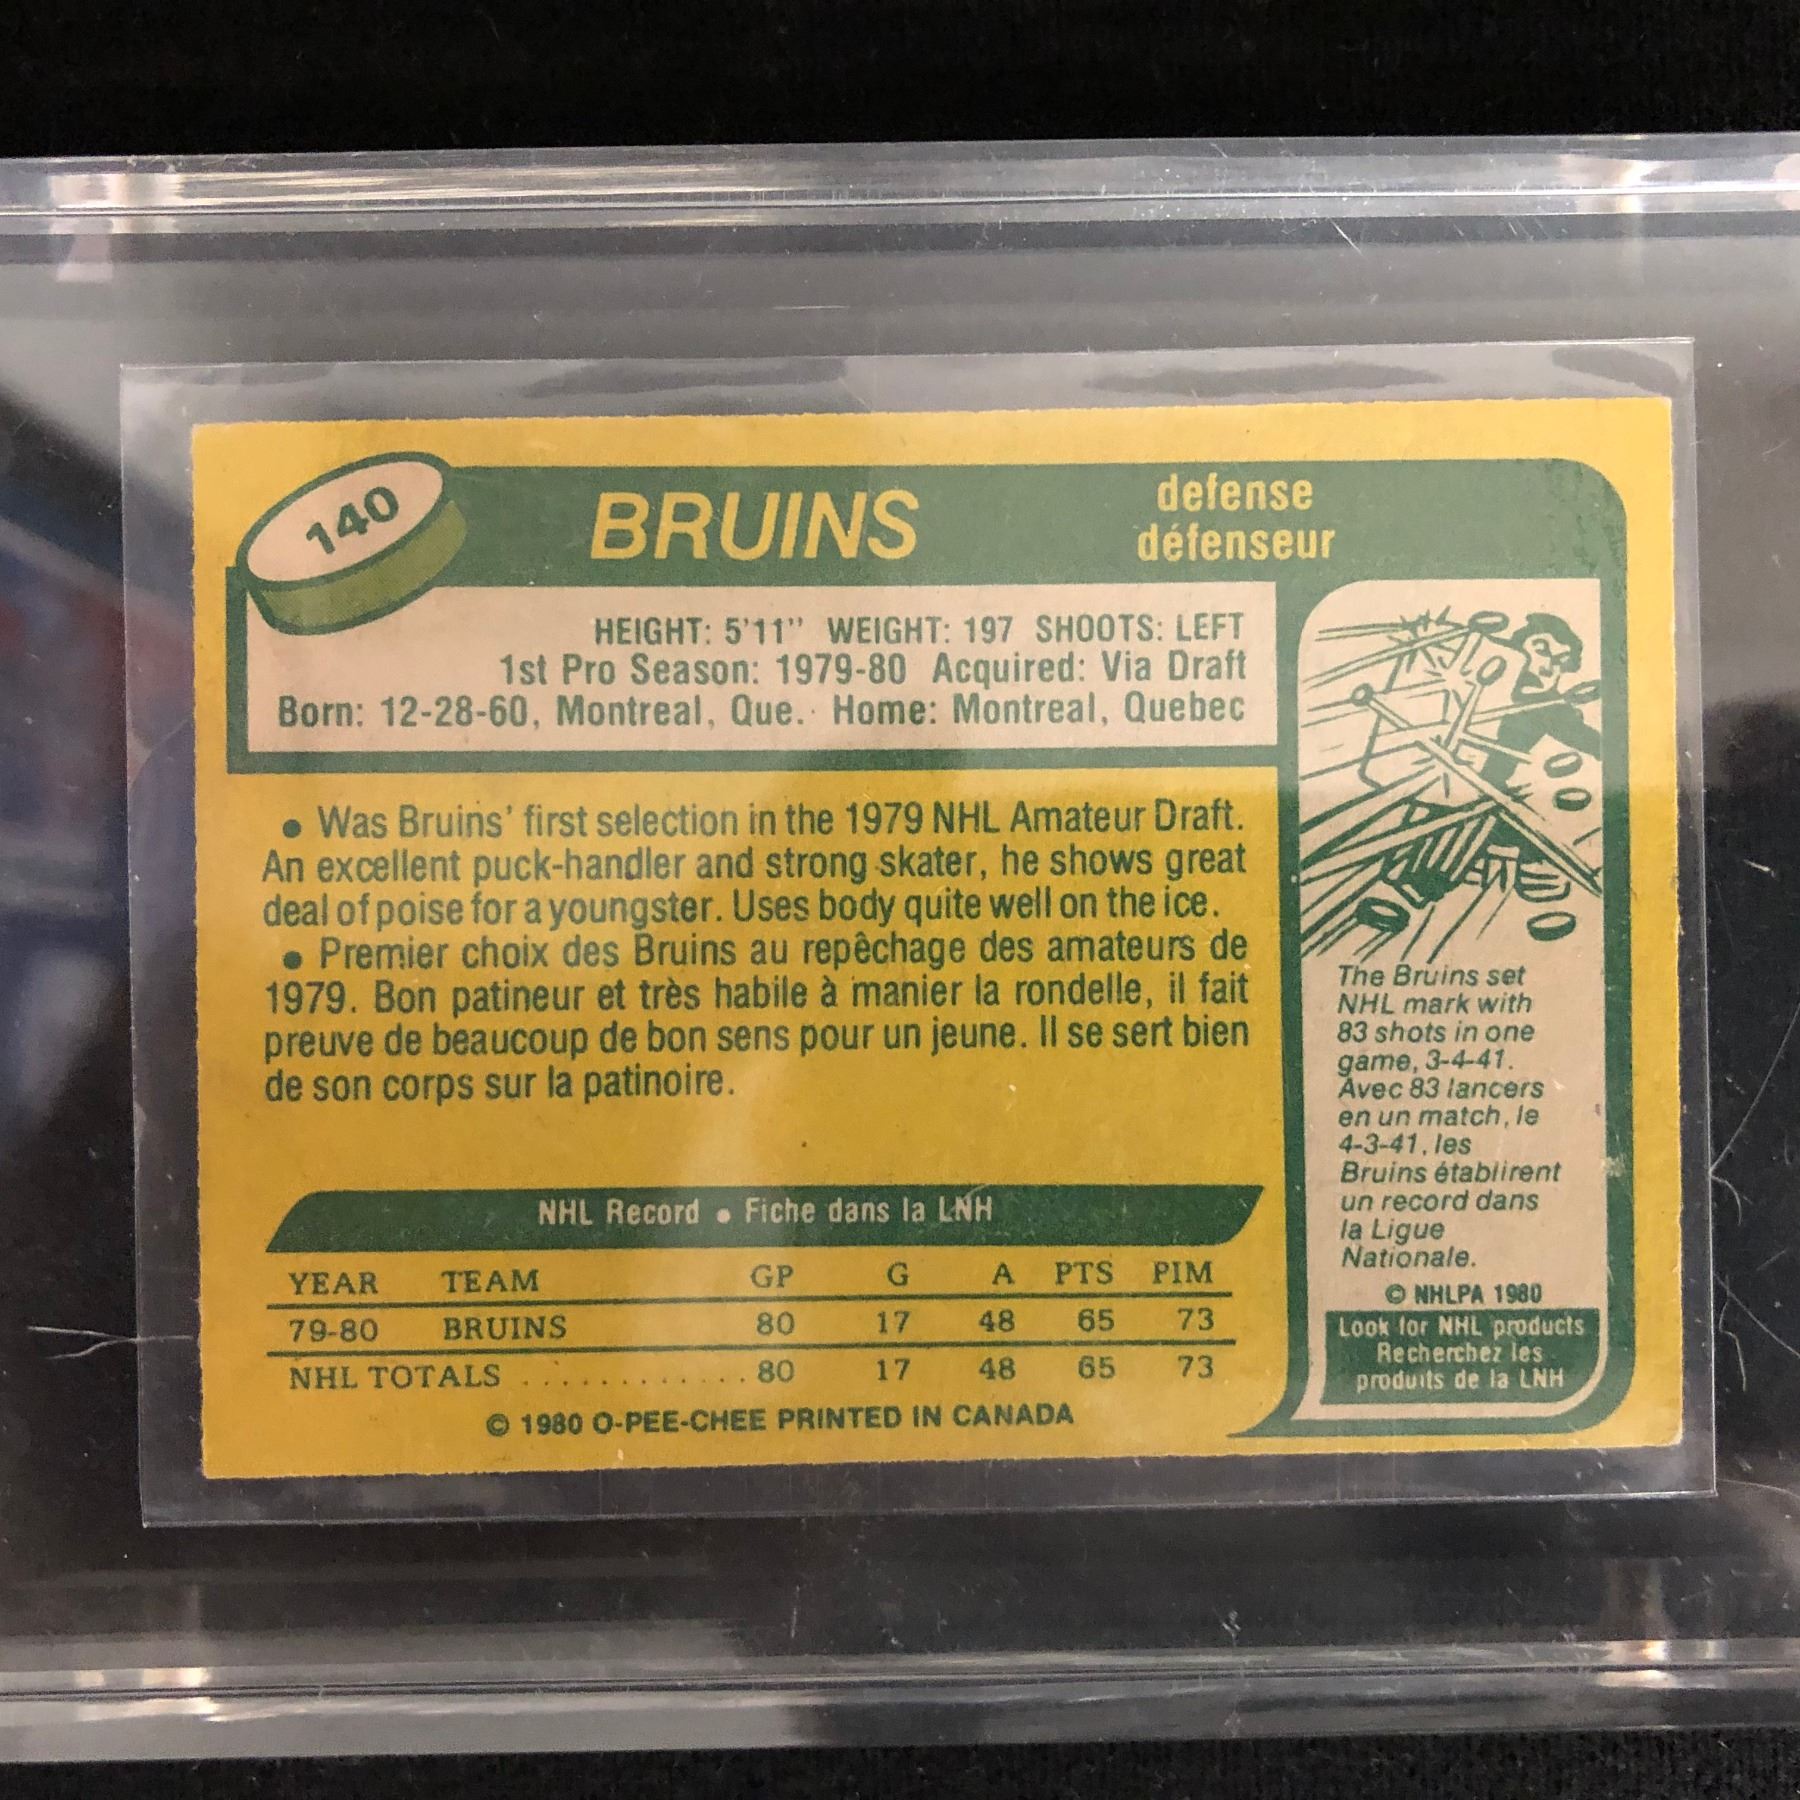 140
BRUINS
defense
défenseur
HEIGHT: 5'11" WEIGHT: 197 SHOOTS: LEFT
1st Pro Season: 1979-80 Acquired: Via Draft
Born: 12-28-60, Montreal, Que. Home: Montreal, Quebec
• Was Bruins' first selection in the 1979 NHL Amateur Draft.
An excellent puck-handler and strong skater, he shows great
deal of poise for a youngster. Uses body quite well on the ice.
• Premier choix des Bruins au repêchage des amateurs de
1979. Bon patineur et très habile à manier la rondelle, il fait
preuve de beaucoup de bon sens pour un jeune. Il se sert bien
de son corps sur la patinoire.
The Bruins set
NHL mark with
83 shots in one
game, 3-4-41.
Avec 83 lancers
en un match, le
4-3-41, les
Bruins établirent
un record dans
la Ligue
Nationale.
© NHLPA 1980
Look for NHL products
Recherchez les
produits de la LNH
NHL Record • Fiche dans la LNH
YEAR TEAM GP G A PTS PIM
79-80 BRUINS 80 17 48 65 73
NHL TOTALS ............ 80 17 48 65 73
© 1980 O-PEE-CHEE PRINTED IN CANADA